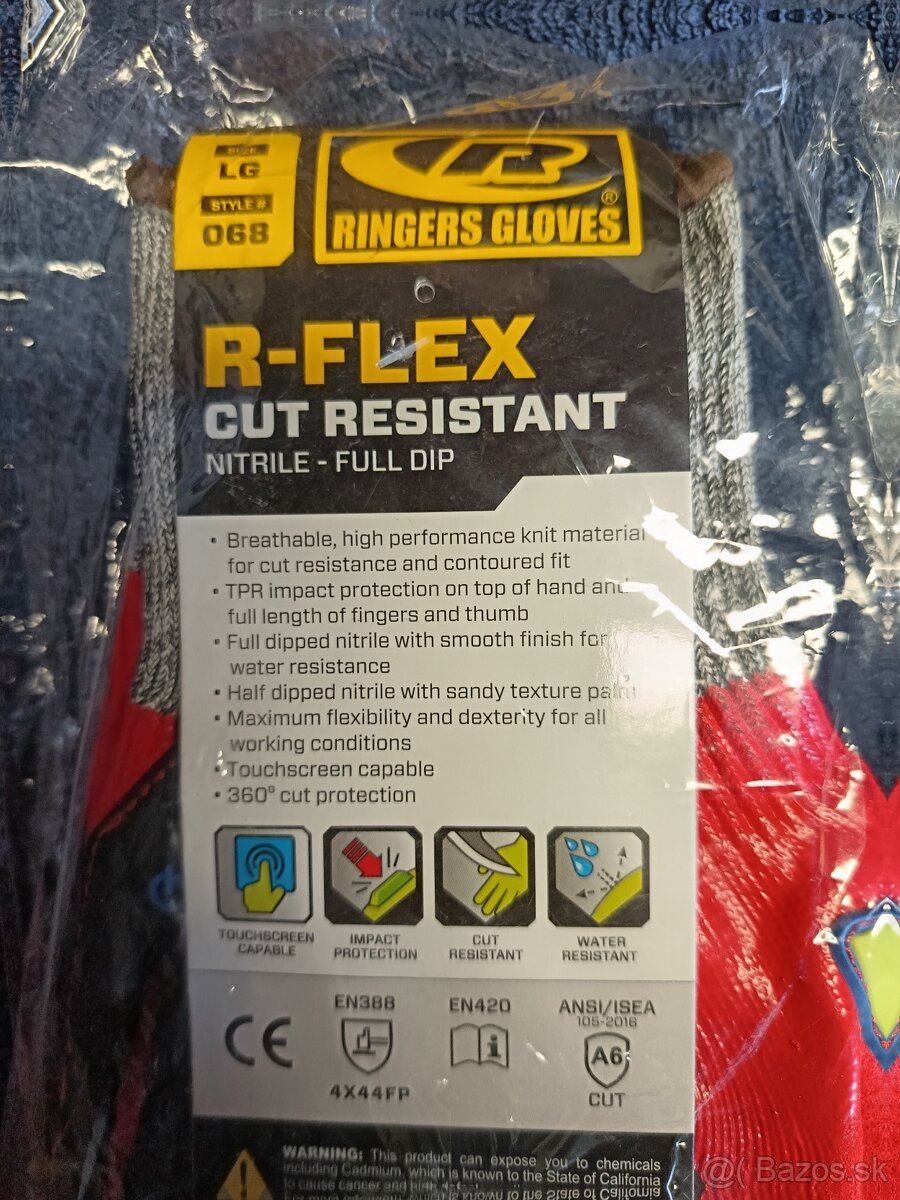 SIZE
LG
STYLE #
068
R
RINGERS GLOVES®
R-FLEX
CUT RESISTANT
NITRILE - FULL DIP
• Breathable, high performance knit material
for cut resistance and contoured fit
• TPR impact protection on top of hand and
full length of fingers and thumb
• Full dipped nitrile with smooth finish for
water resistance
• Half dipped nitrile with sandy texture palm
• Maximum flexibility and dexterity for all
working conditions
• Touchscreen capable
• 360° cut protection
TOUCHSCREEN
CAPABLE
IMPACT
PROTECTION
CUT
RESISTANT
WATER
RESISTANT
CE
EN388
4X44FP
EN420
i
ANSI/ISEA
105-2016
A6
CUT
WARNING: This product can expose you to chemicals
including Cadmium, which is known to the State of California
to cause cancer and
@( Bazos.sk